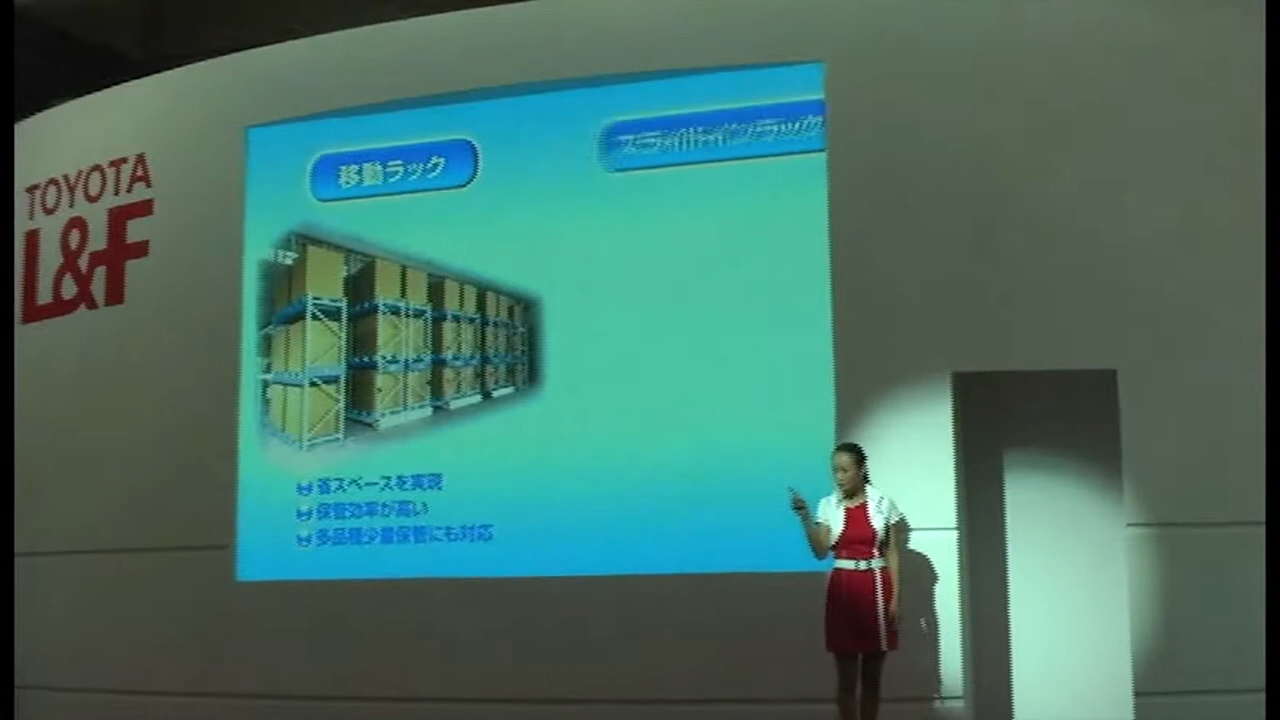 TOYOTA
L&F
移動ラック
スライドインラック
省スペースを実現
保管効率が高い
多品種少量保管にも対応